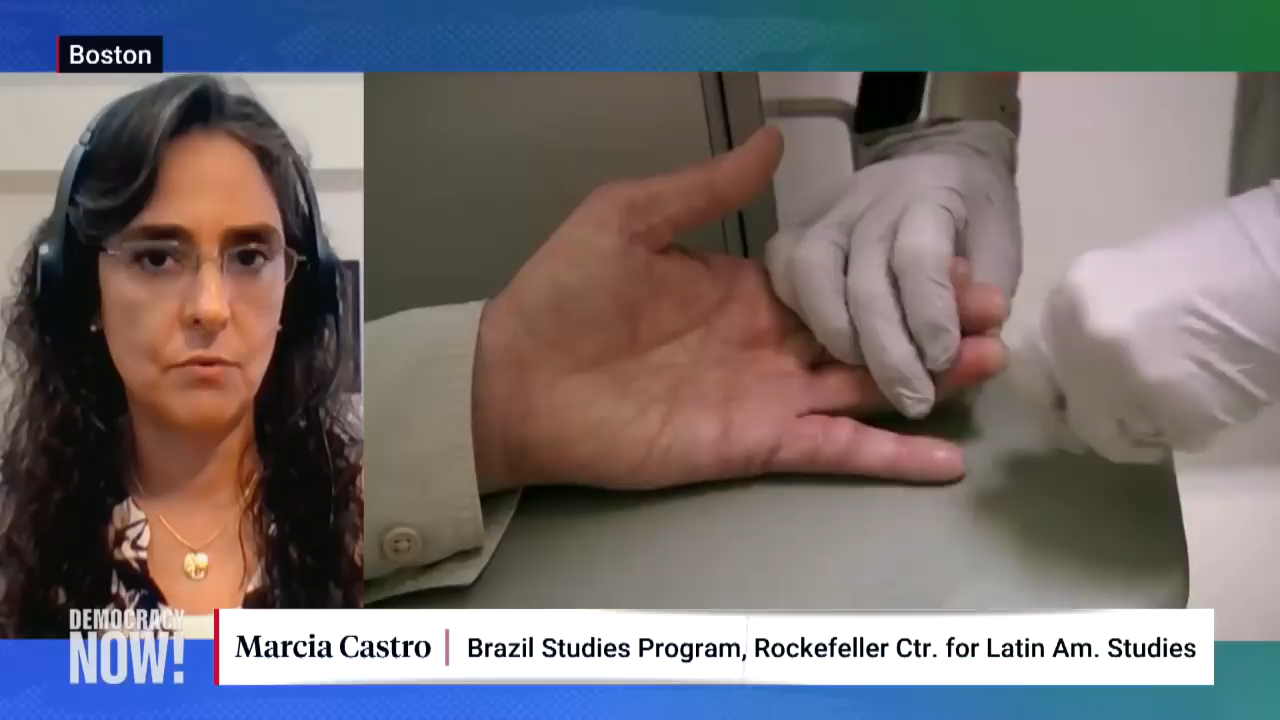 Boston
DEMOCRACY
NOW!
Marcia Castro | Brazil Studies Program, Rockefeller Ctr. for Latin Am. Studies